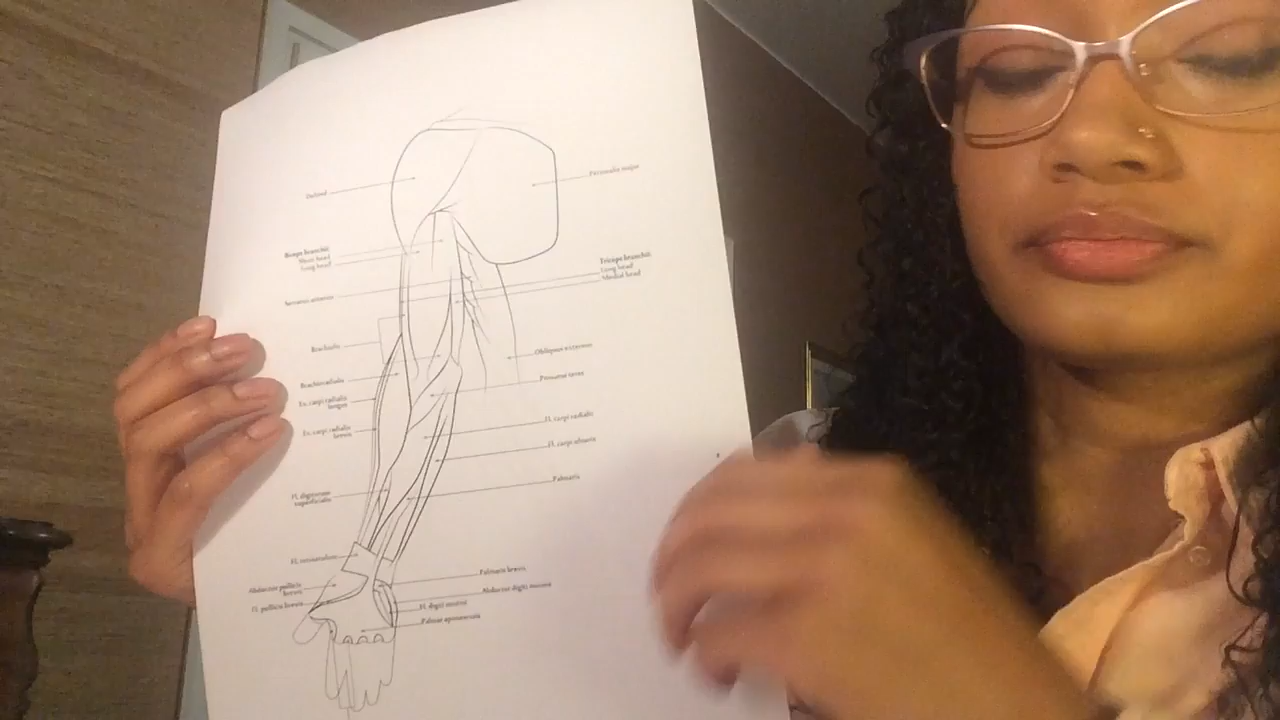 Deltoid
Pectoralis major
Biceps brachii:
Short head
Long head
Triceps brachii:
Long head
Medial head
Serratus anterior
Brachialis
Obliquus externus
Brachioradialis
Pronator teres
Ex. carpi radialis
longus
Fl. carpi radialis
Ex. carpi radialis
brevis
Fl. carpi ulnaris
Palmaris
Fl. digitorum
superficialis
Fl. retinaculum
Palmaris brevis
Abductor pollicis
brevis
Abductor digiti minimi
Fl. pollicis brevis
Fl. digiti minimi
Palmar aponeurosis